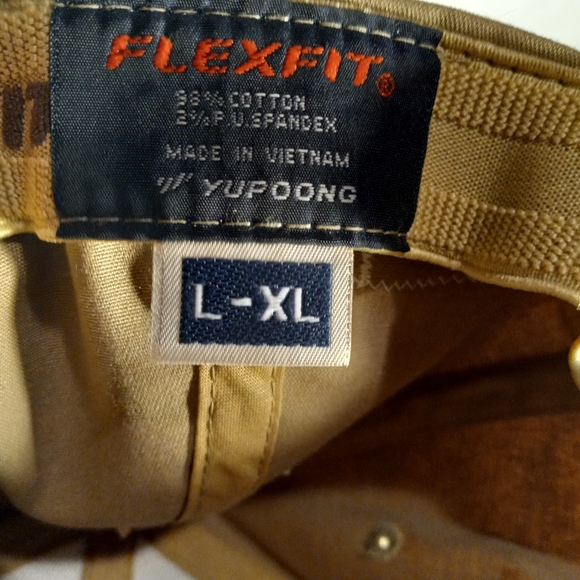 FLEXFIT®
98% COTTON
2% P.U.SPANDEX
MADE IN VIETNAM
YUPOONG
L-XL